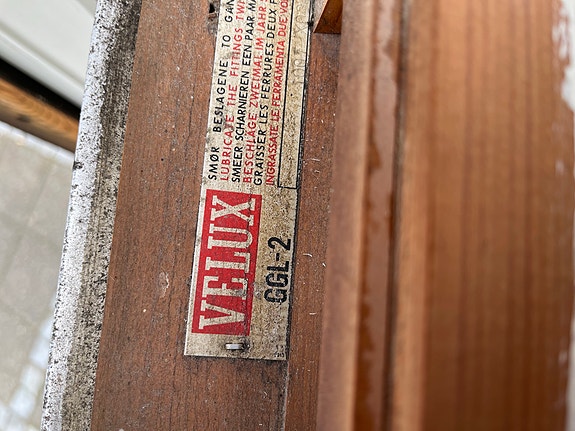 SMØR BESLAGENE TO
LUBRICATE THE FITTINGS
SMEER SCHARNIEREN EEN PAAR
BESCHLÄGE ZWEIMAL IM JAHR
GRAISSER LES FERRURES DEUX
INGRASSATE LE FERRAMENTA DUE
VELUX
GGL-2